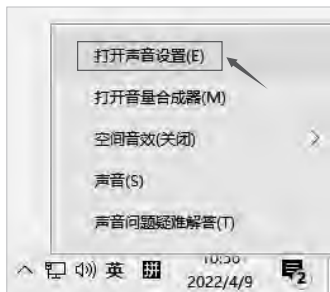 打开声音设置(E)
打开音量合成器(M)
空间音效(关闭)
声音(S)
声音问题疑难解答(T)
英
2022/4/9
2